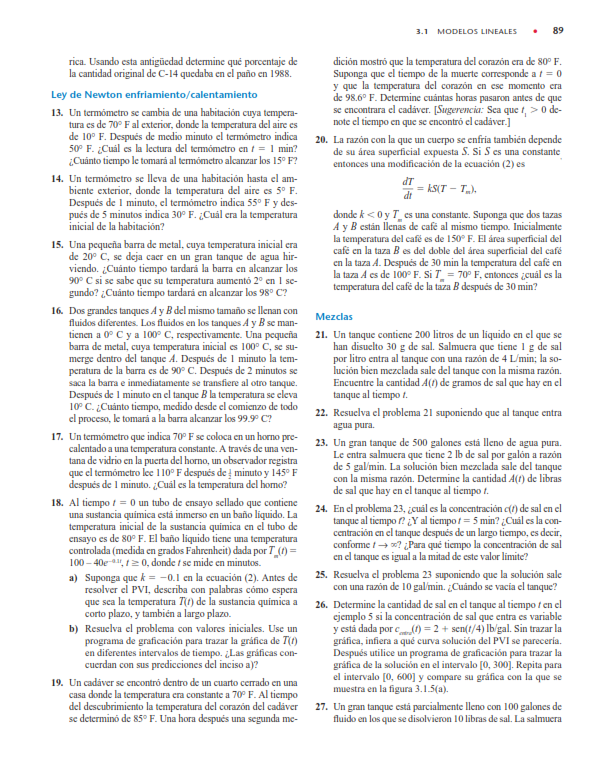 3.1 MODELOS LINEALES • 89
rica. Usando esta antigüedad determine qué porcentaje de
la cantidad original de C-14 quedaba en el paño en 1988.
Ley de Newton enfriamiento/calentamiento
13. Un termómetro se cambia de una habitación cuya tempera-
tura es de 70° F al exterior, donde la temperatura del aire es
de 10° F. Después de medio minuto el termómetro indica
50° F. ¿Cuál es la lectura del termómetro en t = 1 min?
¿Cuánto tiempo le tomará al termómetro alcanzar los 15° F?
14. Un termómetro se lleva de una habitación hasta el am-
biente exterior, donde la temperatura del aire es 5° F.
Después de 1 minuto, el termómetro indica 55° F y des-
pués de 5 minutos indica 30° F. ¿Cuál era la temperatura
inicial de la habitación?
15. Una pequeña barra de metal, cuya temperatura inicial era
de 20° C, se deja caer en un gran tanque de agua hir-
viendo. ¿Cuánto tiempo tardará la barra en alcanzar los
90° C si se sabe que su temperatura aumentó 2° en 1 se-
gundo? ¿Cuánto tiempo tardará en alcanzar los 98° C?
16. Dos grandes tanques A y B del mismo tamaño se llenan con
fluidos diferentes. Los fluidos en los tanques A y B se man-
tienen a 0° C y a 100° C, respectivamente. Una pequeña
barra de metal, cuya temperatura inicial es 100° C, se su-
merge dentro del tanque A. Después de 1 minuto la tem-
peratura de la barra es de 90° C. Después de 2 minutos se
saca la barra e inmediatamente se transfiere al otro tanque.
Después de 1 minuto en el tanque B la temperatura se eleva
10° C. ¿Cuánto tiempo, medido desde el comienzo de todo
el proceso, le tomará a la barra alcanzar los 99.9° C?
17. Un termómetro que indica 70° F se coloca en un horno pre-
calentado a una temperatura constante. A través de una ven-
tana de vidrio en la puerta del horno, un observador registra
que el termómetro lee 110° F después de ½ minuto y 145° F
después de 1 minuto. ¿Cuál es la temperatura del horno?
18. Al tiempo t = 0 un tubo de ensayo sellado que contiene
una sustancia química está inmerso en un baño líquido. La
temperatura inicial de la sustancia química en el tubo de
ensayo es de 80° F. El baño líquido tiene una temperatura
controlada (medida en grados Fahrenheit) dada por Tm(t) =
100 – 40e^–0.1t, t ≥ 0, donde t se mide en minutos.
a) Suponga que k = –0.1 en la ecuación (2). Antes de
resolver el PVI, describa con palabras cómo espera
que sea la temperatura T(t) de la sustancia química a
corto plazo, y también a largo plazo.
b) Resuelva el problema con valores iniciales. Use un
programa de graficación para trazar la gráfica de T(t)
en diferentes intervalos de tiempo. ¿Las gráficas con-
cuerdan con sus predicciones del inciso a)?
19. Un cadáver se encontró dentro de un cuarto cerrado en una
casa donde la temperatura era constante a 70° F. Al tiempo
del descubrimiento la temperatura del corazón del cadáver
se determinó de 85° F. Una hora después una segunda me-
dición mostró que la temperatura del corazón era de 80° F.
Suponga que el tiempo de la muerte corresponde a t = 0
y que la temperatura del corazón en ese momento era
de 98.6° F. Determine cuántas horas pasaron antes de que
se encontrara el cadáver. [Sugerencia: Sea que t1 > 0 de-
note el tiempo en que se encontró el cadáver.]
20. La razón con la que un cuerpo se enfría también depende
de su área superficial expuesta S. Si S es una constante,
entonces una modificación de la ecuación (2) es
dT/dt = kS(T – Tm),
donde k < 0 y Tm es una constante. Suponga que dos tazas
A y B están llenas de café al mismo tiempo. Inicialmente
la temperatura del café es de 150° F. El área superficial del
café en la taza B es del doble del área superficial del café
en la taza A. Después de 30 min la temperatura del café en
la taza A es de 100° F. Si Tm = 70° F, entonces ¿cuál es la
temperatura del café de la taza B después de 30 min?
Mezclas
21. Un tanque contiene 200 litros de un líquido en el que se
han disuelto 30 g de sal. Salmuera que tiene 1 g de sal
por litro entra al tanque con una razón de 4 L/min; la so-
lución bien mezclada sale del tanque con la misma razón.
Encuentre la cantidad A(t) de gramos de sal que hay en el
tanque al tiempo t.
22. Resuelva el problema 21 suponiendo que al tanque entra
agua pura.
23. Un gran tanque de 500 galones está lleno de agua pura.
Le entra salmuera que tiene 2 lb de sal por galón a razón
de 5 gal/min. La solución bien mezclada sale del tanque
con la misma razón. Determine la cantidad A(t) de libras
de sal que hay en el tanque al tiempo t.
24. En el problema 23, ¿cuál es la concentración c(t) de sal en el
tanque al tiempo t? ¿Y al tiempo t = 5 min? ¿Cuál es la con-
centración en el tanque después de un largo tiempo, es decir,
conforme t → ∞? ¿Para qué tiempo la concentración de sal
en el tanque es igual a la mitad de este valor límite?
25. Resuelva el problema 23 suponiendo que la solución sale
con una razón de 10 gal/min. ¿Cuándo se vacía el tanque?
26. Determine la cantidad de sal en el tanque al tiempo t en el
ejemplo 5 si la concentración de sal que entra es variable
y está dada por centra(t) = 2 + sen(t/4) lb/gal. Sin trazar la
gráfica, infiera a qué curva solución del PVI se parecería.
Después utilice un programa de graficación para trazar la
gráfica de la solución en el intervalo [0, 300]. Repita para
el intervalo [0, 600] y compare su gráfica con la que se
muestra en la figura 3.1.5(a).
27. Un gran tanque está parcialmente lleno con 100 galones de
fluido en los que se disolvieron 10 libras de sal. La salmuera